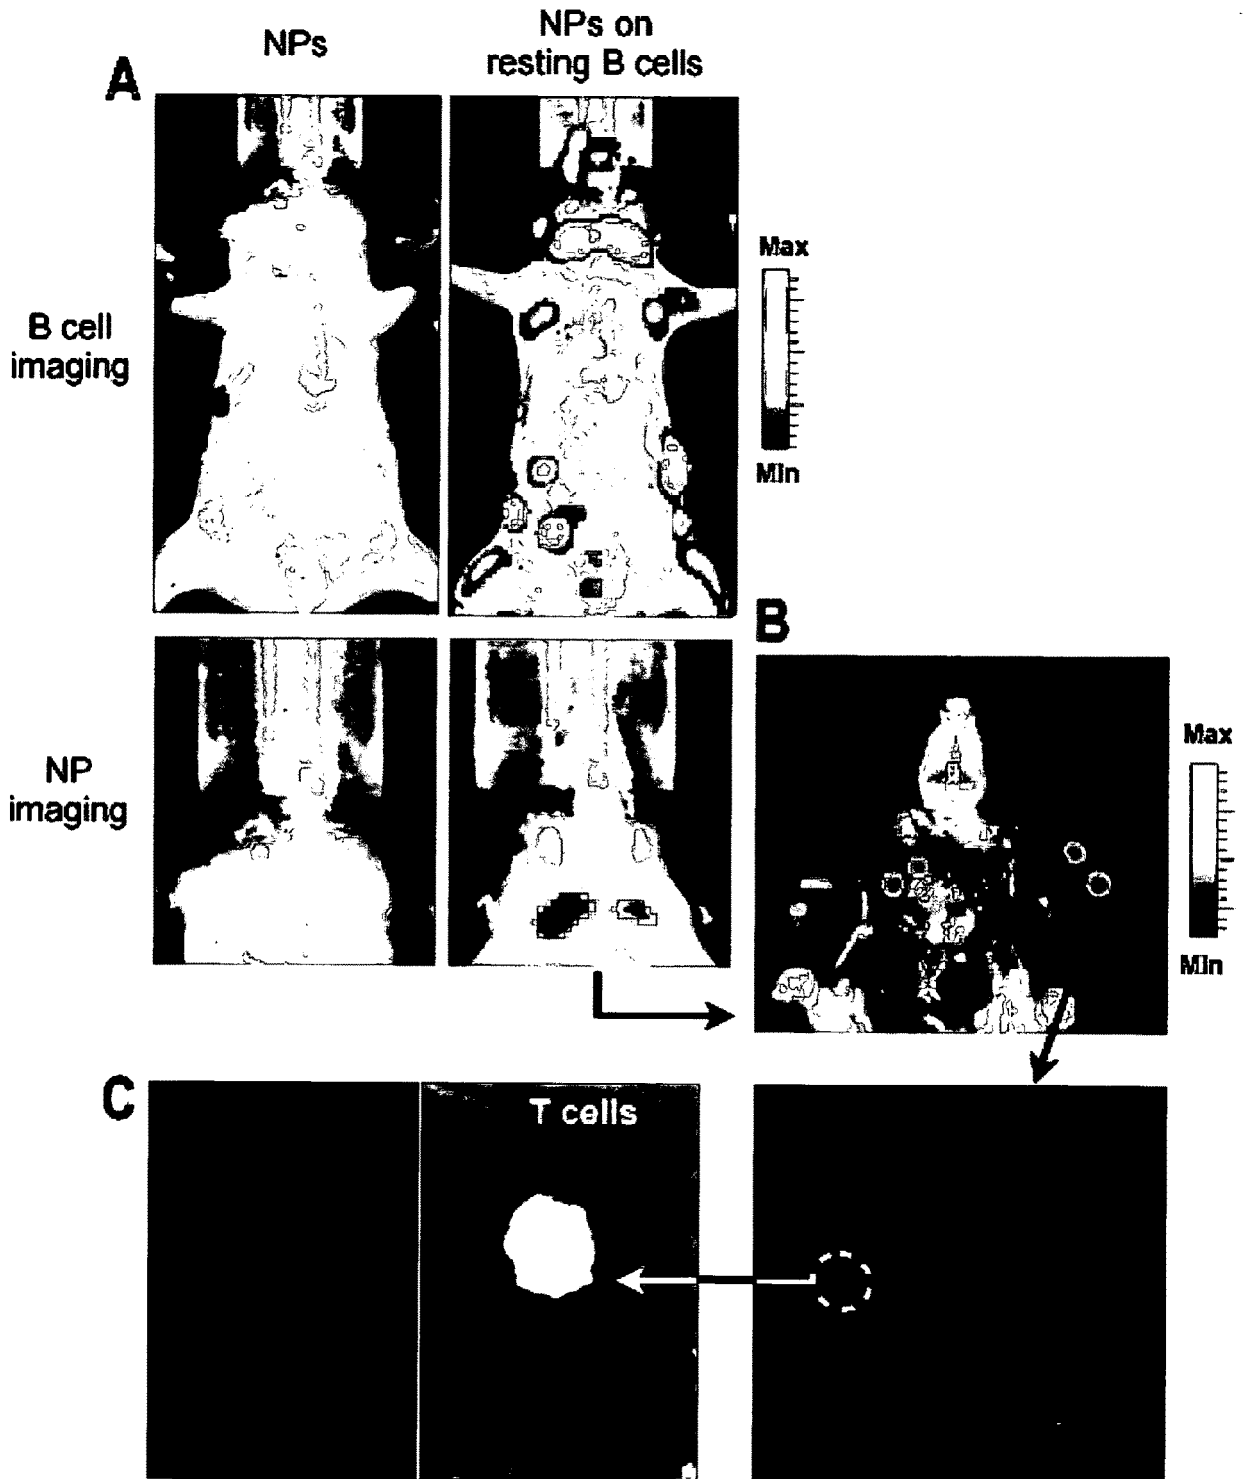 NPs
NPs on
resting B cells
A
B cell
imaging
Max
Min
B
NP
imaging
Max
Min
C
T cells